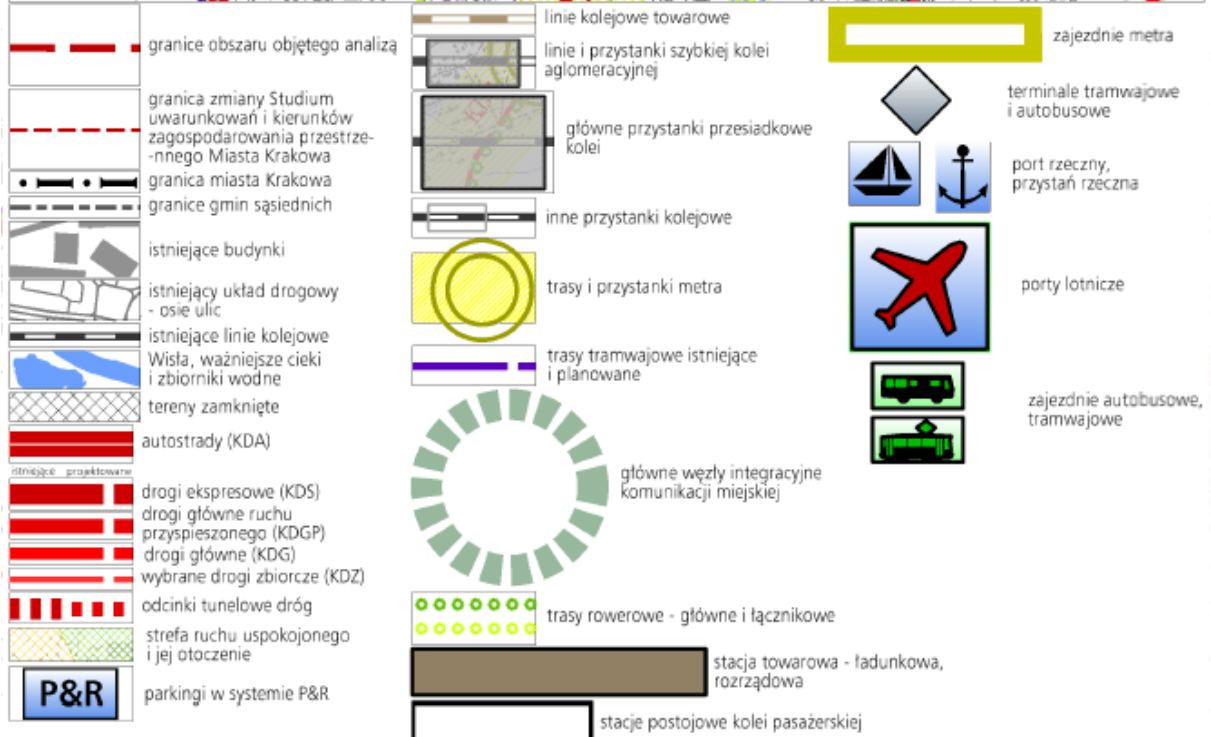 granice obszaru objętego analizą
granica zmiany Studium
uwarunkowań i kierunków
zagospodarowania przestrze-
-nnego Miasta Krakowa
granica miasta Krakowa
granice gmin sąsiednich
istniejące budynki
istniejący układ drogowy
- osie ulic
istniejące linie kolejowe
Wisła, ważniejsze cieki
i zbiorniki wodne
tereny zamknięte
autostrady (KDA)
istniejące projektowane
drogi ekspresowe (KDS)
drogi główne ruchu
przyspieszonego (KDGP)
drogi główne (KDG)
wybrane drogi zbiorcze (KDZ)
odcinki tunelowe dróg
strefa ruchu uspokojonego
i jej otoczenie
P&R
parkingi w systemie P&R
linie kolejowe towarowe
linie i przystanki szybkiej kolei
aglomeracyjnej
główne przystanki przesiadkowe
kolei
inne przystanki kolejowe
trasy i przystanki metra
trasy tramwajowe istniejące
i planowane
główne węzły integracyjne
komunikacji miejskiej
trasy rowerowe - główne i łącznikowe
stacja towarowa - ładunkowa,
rozrządowa
stacje postojowe kolei pasażerskiej
zajezdnie metra
terminale tramwajowe
i autobusowe
port rzeczny,
przystań rzeczna
porty lotnicze
zajezdnie autobusowe,
tramwajowe